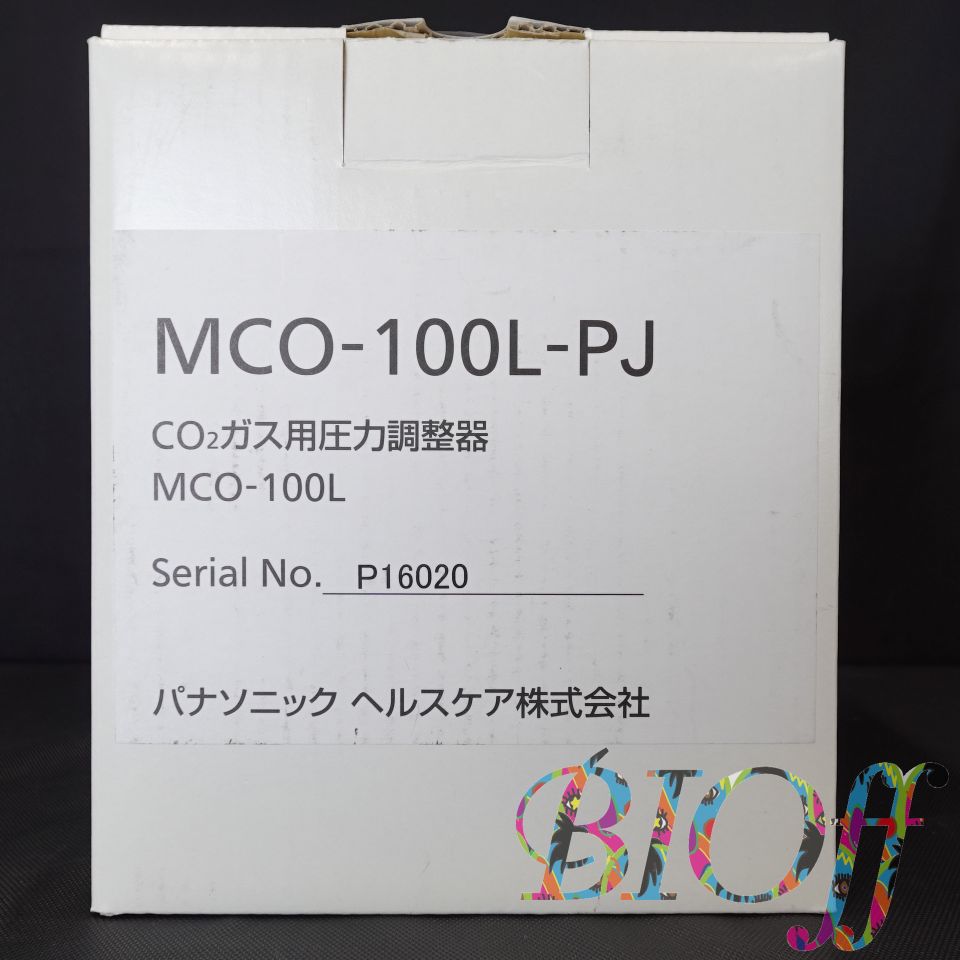 MCO-100L-PJ
CO₂ガス用圧力調整器
MCO-100L
Serial No. P16020
パナソニック ヘルスケア株式会社
BIOff